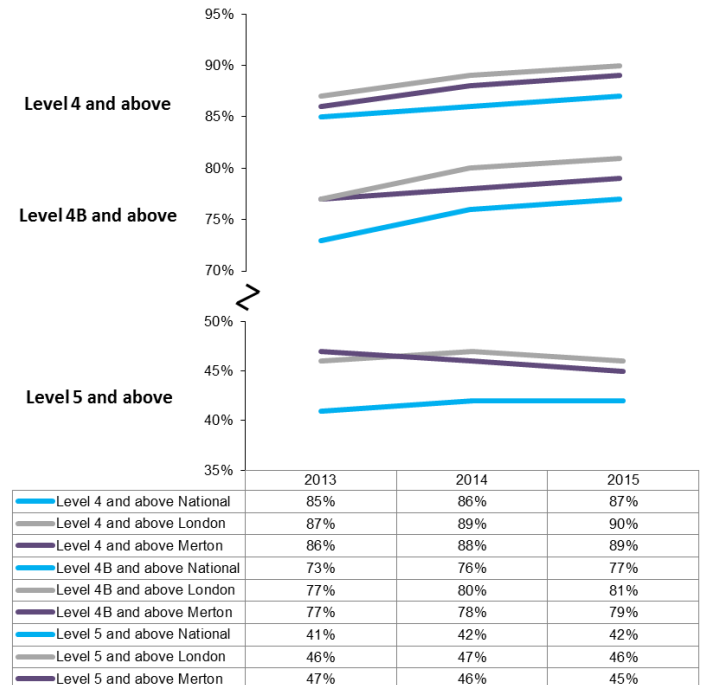 95%
90%
Level 4 and above
85%
80%
Level 4B and above
75%
70%
50%
45%
Level 5 and above
40%
35%
2013 2014 2015
Level 4 and above National 85% 86% 87%
Level 4 and above London 87% 89% 90%
Level 4 and above Merton 86% 88% 89%
Level 4B and above National 73% 76% 77%
Level 4B and above London 77% 80% 81%
Level 4B and above Merton 77% 78% 79%
Level 5 and above National 41% 42% 42%
Level 5 and above London 46% 47% 46%
Level 5 and above Merton 47% 46% 45%